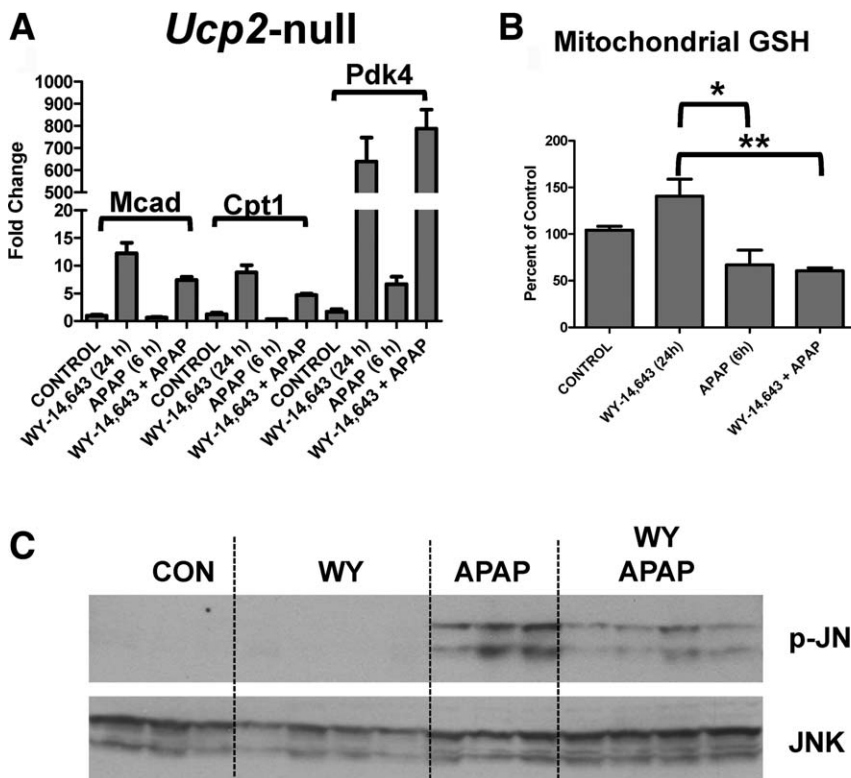 A
Ucp2-null
Pdk4
Mcad
Cpt1
Fold Change
1000
900
800
700
600
500
20
15
10
5
0
CONTROL
WY-14,643 (24 h)
APAP (6 h)
WY-14,643 + APAP
CONTROL
WY-14,643 (24 h)
APAP (6 h)
WY-14,643 + APAP
CONTROL
WY-14,643 (24 h)
APAP (6 h)
WY-14,643 + APAP
B
Mitochondrial GSH
*
**
Percent of Control
200
150
100
50
0
CONTROL
WY-14,643 (24h)
APAP (6h)
WY-14,643 + APAP
C
CON
WY
APAP
WY
APAP
p-JN
JNK